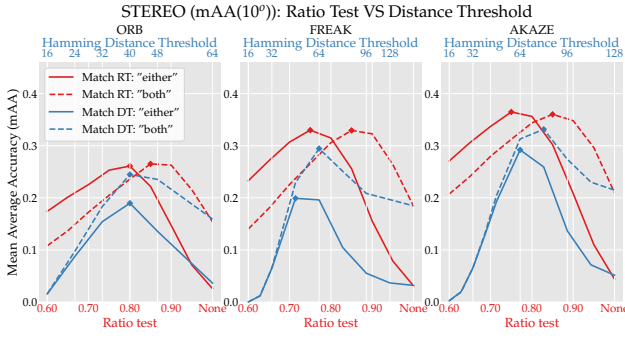 STEREO (mAA(10º)): Ratio Test VS Distance Threshold
ORB FREAK AKAZE
Hamming Distance Threshold Hamming Distance Threshold Hamming Distance Threshold
16 24 32 40 48 64 16 32 64 96 128 16 32 64 96 128
Match RT: "either"
Match RT: "both"
Match DT: "either"
Match DT: "both"
Mean Average Accuracy (mAA)
0.4 0.4 0.4
0.3 0.3 0.3
0.2 0.2 0.2
0.1 0.1 0.1
0.0 0.0 0.0
0.60 0.70 0.80 0.90 None 0.60 0.70 0.80 0.90 None 0.60 0.70 0.80 0.90 None
Ratio test Ratio test Ratio test